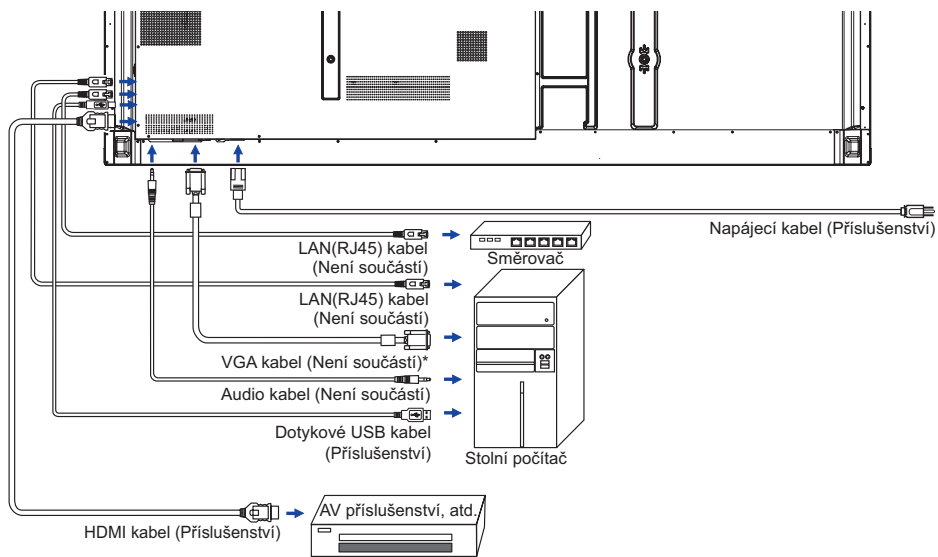 Napájecí kabel (Příslušenství)
LAN(RJ45) kabel
(Není součástí)
Směrovač
LAN(RJ45) kabel
(Není součástí)
VGA kabel (Není součástí)*
Audio kabel (Není součástí)
Dotykové USB kabel
(Příslušenství)
Stolní počítač
AV příslušenství, atd.
HDMI kabel (Příslušenství)